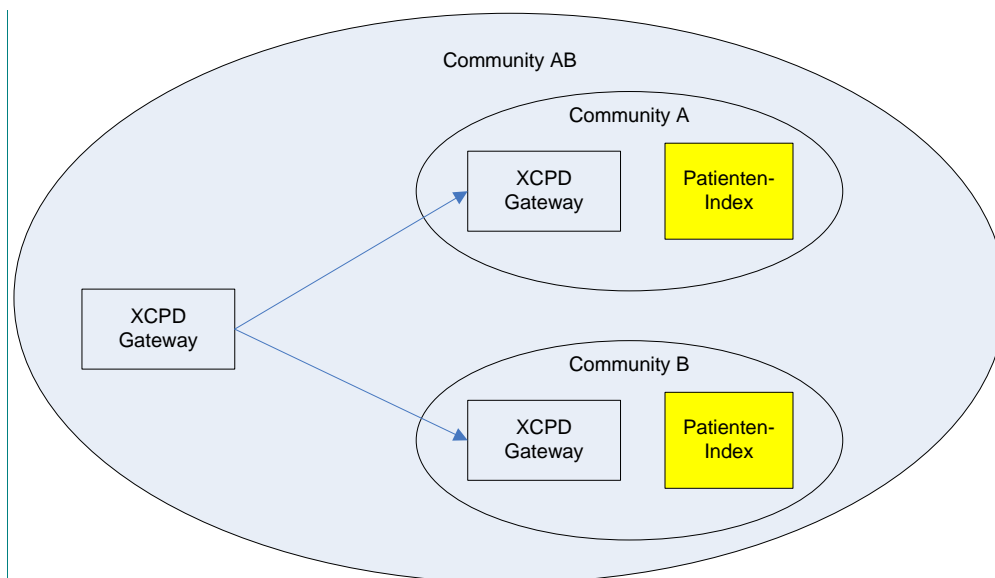 Community AB
Community A
XCPD
Gateway
Patienten-
Index
XCPD
Gateway
Community B
XCPD
Gateway
Patienten-
Index